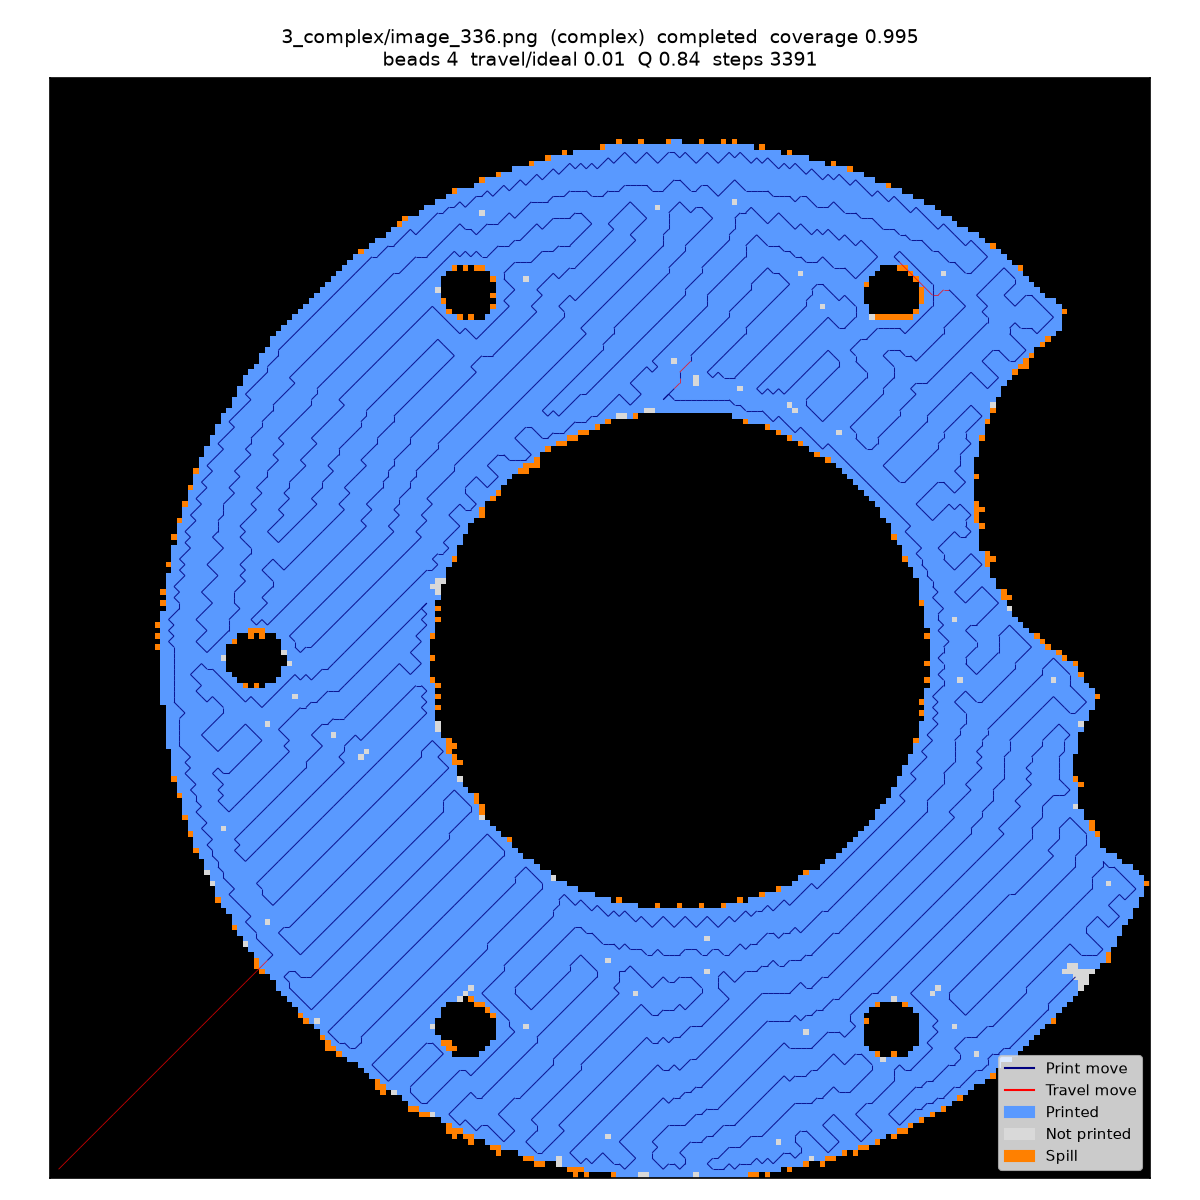 3_complex/image_336.png  (complex)  completed  coverage 0.995
beads 4  travel/ideal 0.01  Q 0.84  steps 3391
Print move
Travel move
Printed
Not printed
Spill